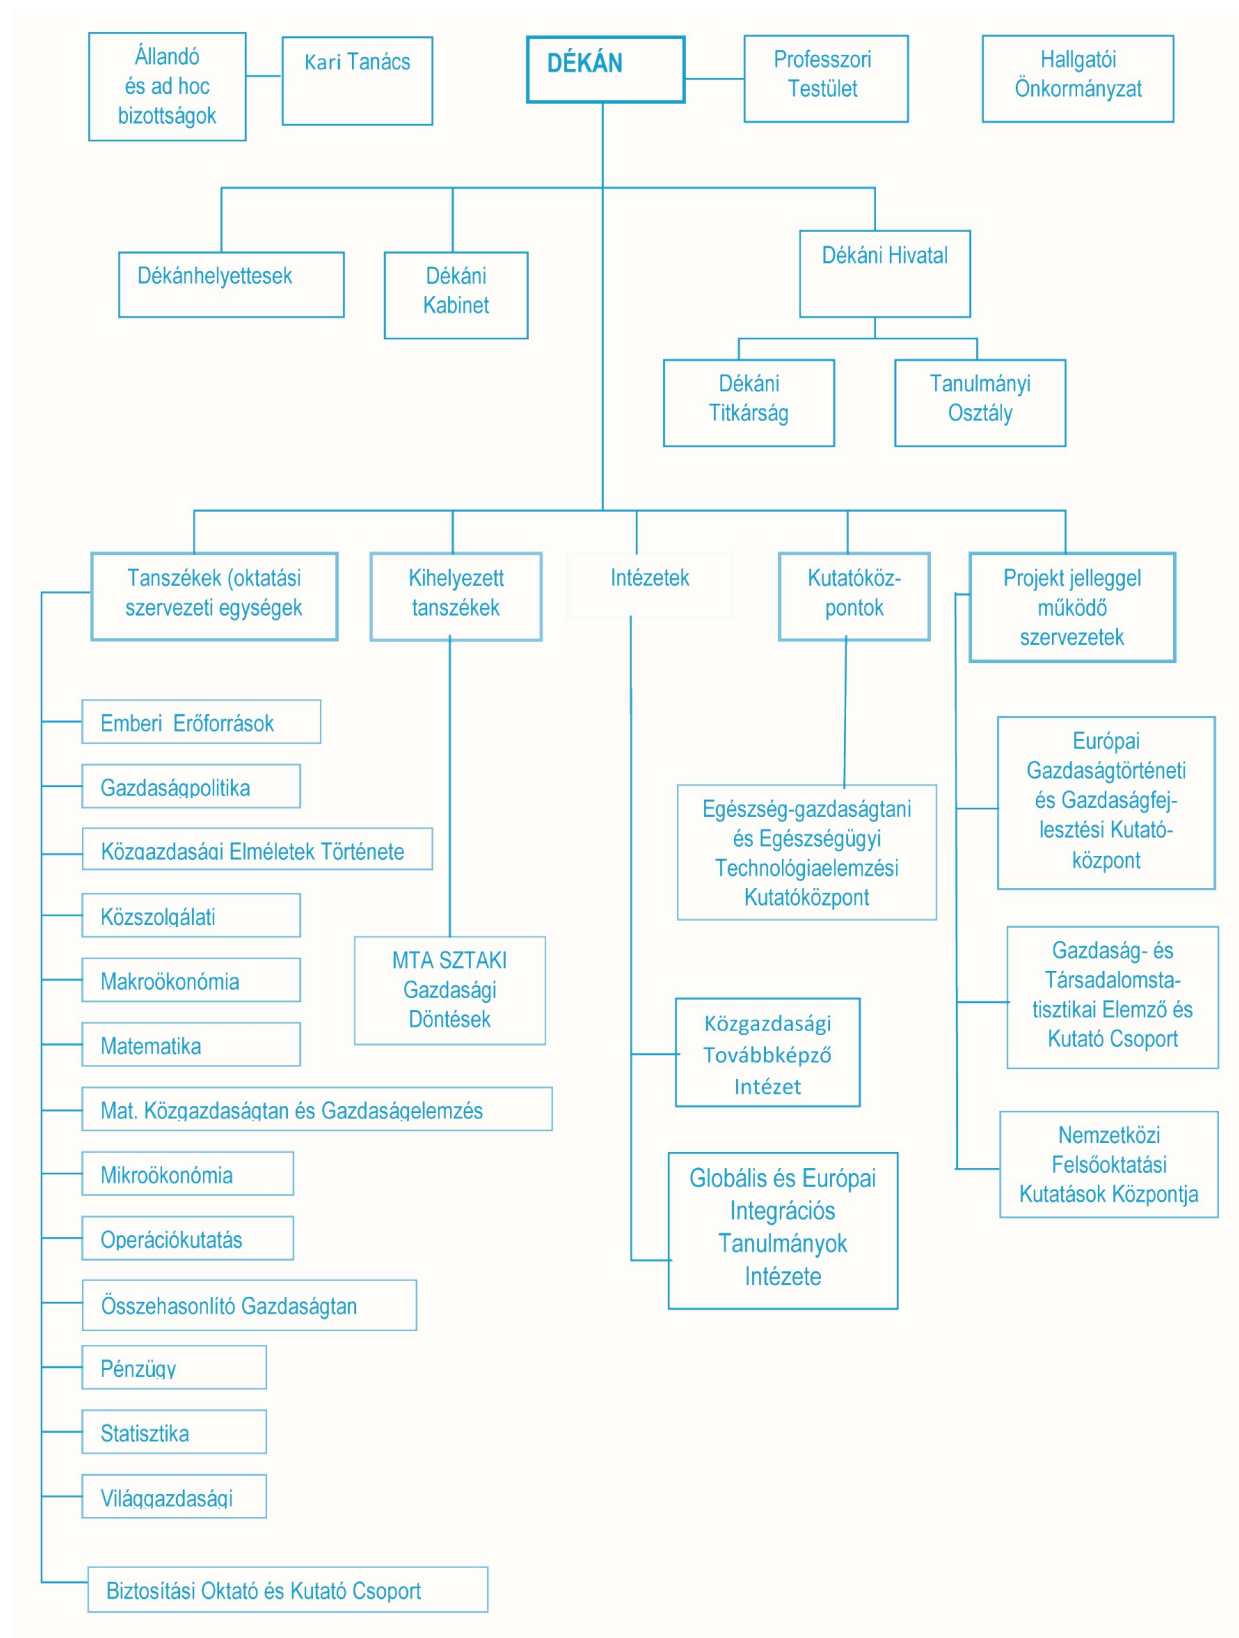 Állandó
és ad hoc
bizottságok
Kari Tanács
DÉKÁN
Professzori
Testület
Hallgatói
Önkormányzat
Dékánhelyettesek
Dékáni
Kabinet
Dékáni Hivatal
Dékáni
Titkárság
Tanulmányi
Osztály
Tanszékek (oktatási
szervezeti egységek
Kihelyezett
tanszékek
Intézetek
Kutatóköz-
pontok
Projekt jelleggel
működő
szervezetek
Emberi Erőforrások
Gazdaságpolitika
Közgazdasági Elméletek Története
Közszolgálati
Makroökonómia
Matematika
Mat. Közgazdaságtan és Gazdaságelemzés
Mikroökonómia
Operációkutatás
Összehasonlító Gazdaságtan
Pénzügy
Statisztika
Világgazdasági
Biztosítási Oktató és Kutató Csoport
MTA SZTAKI
Gazdasági
Döntések
Közgazdasági
Továbbképző
Intézet
Globális és Európai
Integrációs
Tanulmányok
Intézete
Egészség-gazdaságtani
és Egészségügyi
Technológiaelemzési
Kutatóközpont
Európai
Gazdaságtörténeti
és Gazdaságfej-
lesztési Kutató-
központ
Gazdaság- és
Társadalomsta-
tisztikai Elemző és
Kutató Csoport
Nemzetközi
Felsőoktatási
Kutatások Központja